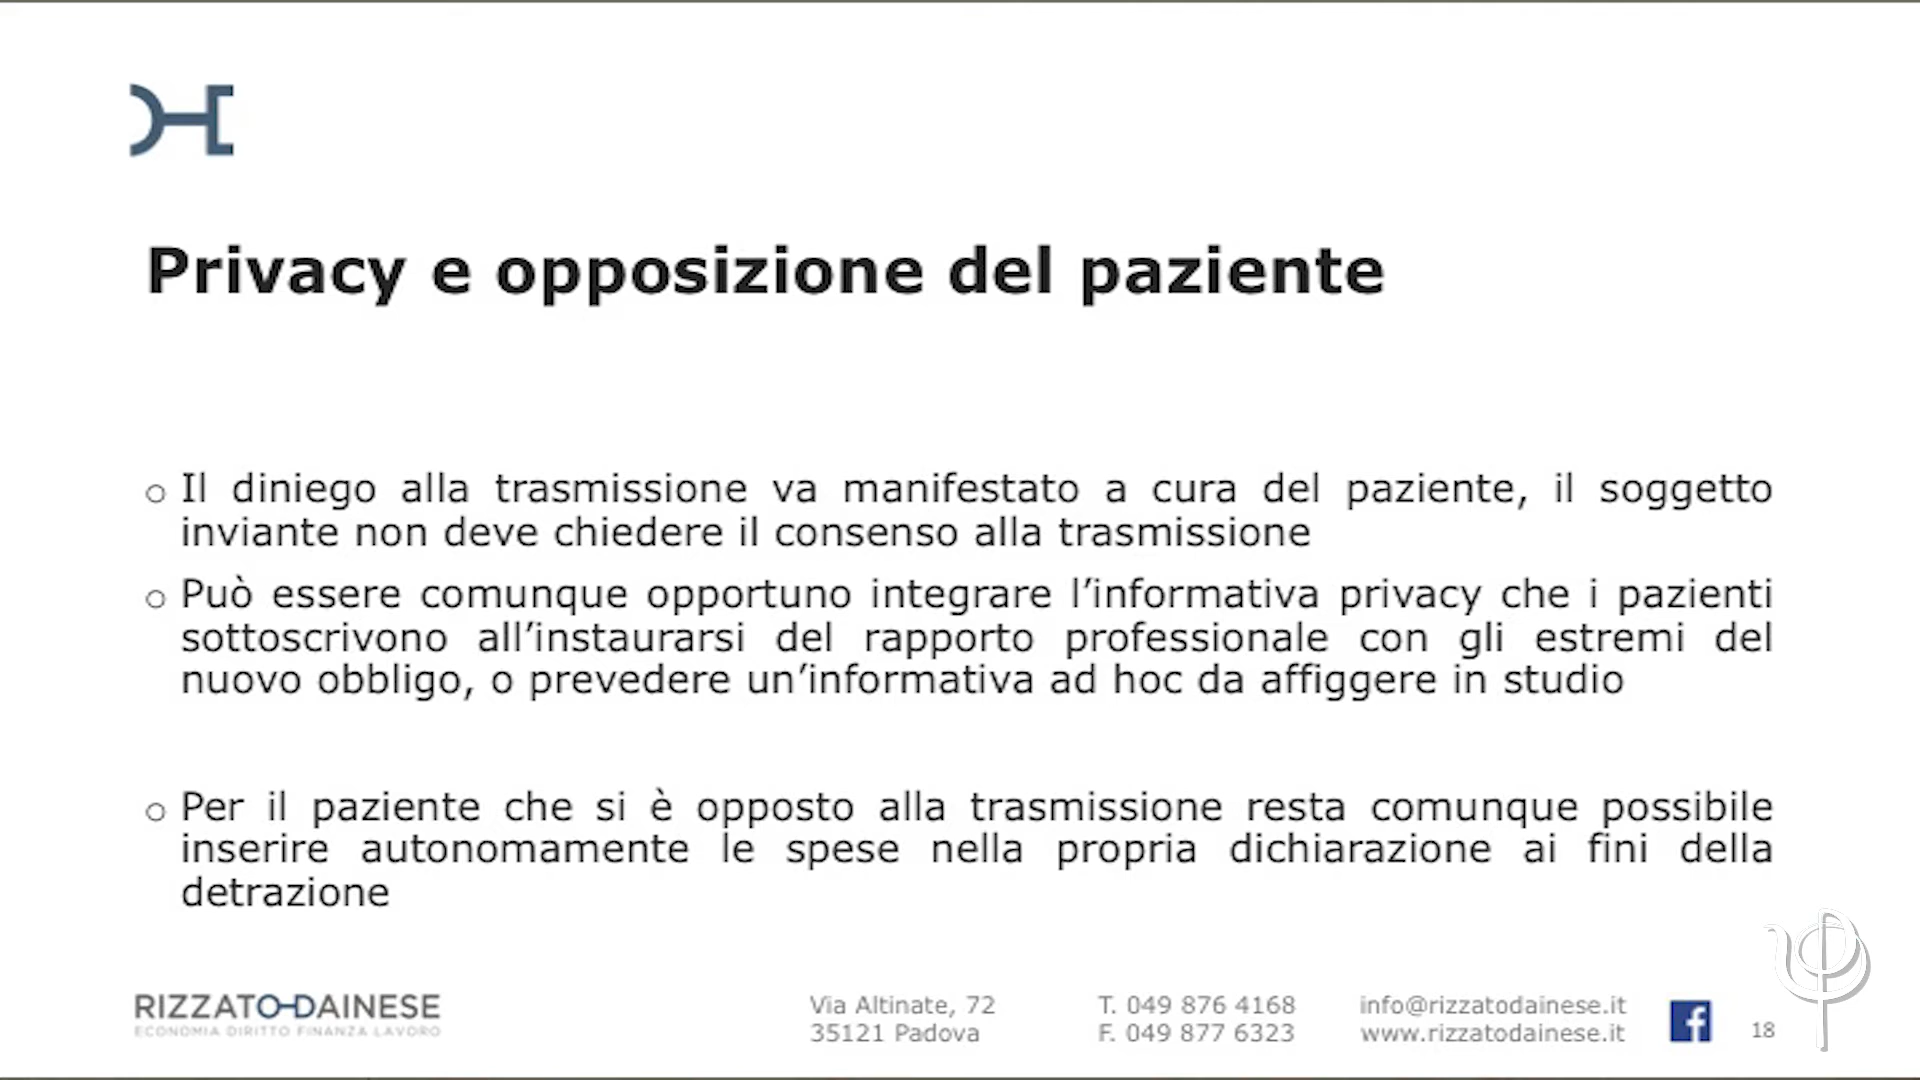 Privacy e opposizione del paziente
o Il diniego alla trasmissione va manifestato a cura del paziente, il soggetto
inviante non deve chiedere il consenso alla trasmissione
o Può essere comunque opportuno integrare l’informativa privacy che i pazienti
sottoscrivono all’instaurarsi del rapporto professionale con gli estremi del
nuovo obbligo, o prevedere un’informativa ad hoc da affiggere in studio
o Per il paziente che si è opposto alla trasmissione resta comunque possibile
inserire autonomamente le spese nella propria dichiarazione ai fini della
detrazione
RIZZATO-DAINESE
ECONOMIA DIRITTO FINANZA LAVORO
Via Altinate, 72
35121 Padova
T. 049 876 4168
F. 049 877 6323
info@rizzatodainese.it
www.rizzatodainese.it
18